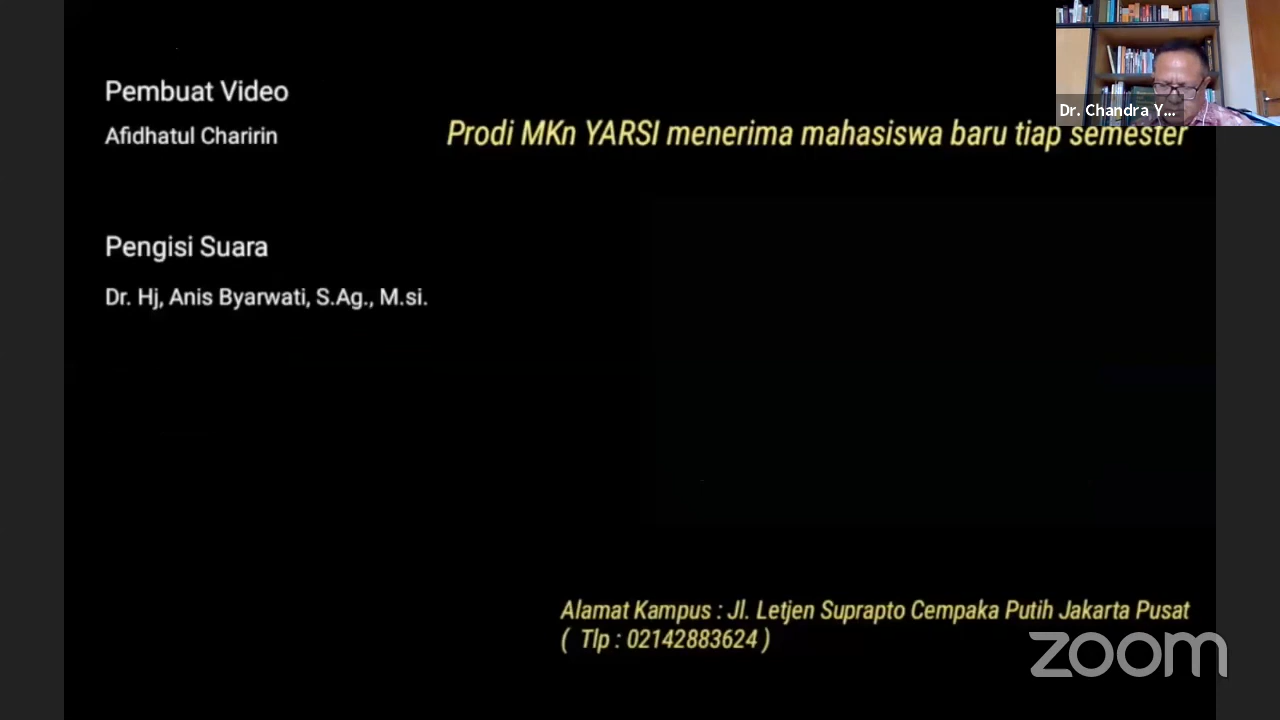 Pembuat Video
Afidhatul Charirin
Prodi MKn YARSI menerima mahasiswa baru tiap semester
Dr. Chandra Y...
Pengisi Suara
Dr. Hj, Anis Byarwati, S.Ag., M.si.
Alamat Kampus : Jl. Letjen Suprapto Cempaka Putih Jakarta Pusat
( Tlp : 02142883624 )
zoom